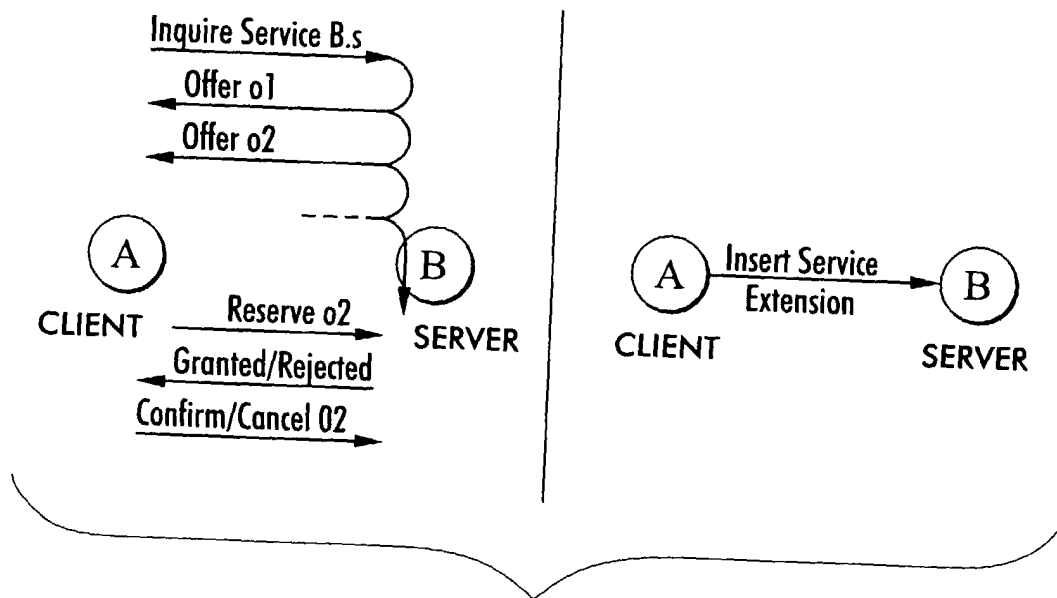 Inquire Service B.s
Offer o1
Offer o2
A
B
CLIENT
Reserve o2
SERVER
Granted/Rejected
Confirm/Cancel 02
A
Insert Service
Extension
B
CLIENT
SERVER